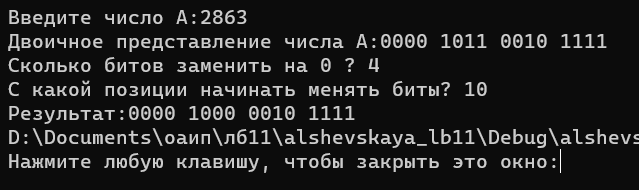 Введите число А:2863
Двоичное представление числа А:0000 1011 0010 1111
Сколько битов заменить на 0 ? 4
С какой позиции начинать менять биты? 10
Результат:0000 1000 0010 1111
D:\Documents\оаип\лб11\alshevskaya_lb11\Debug\alshevs
Нажмите любую клавишу, чтобы закрыть это окно: